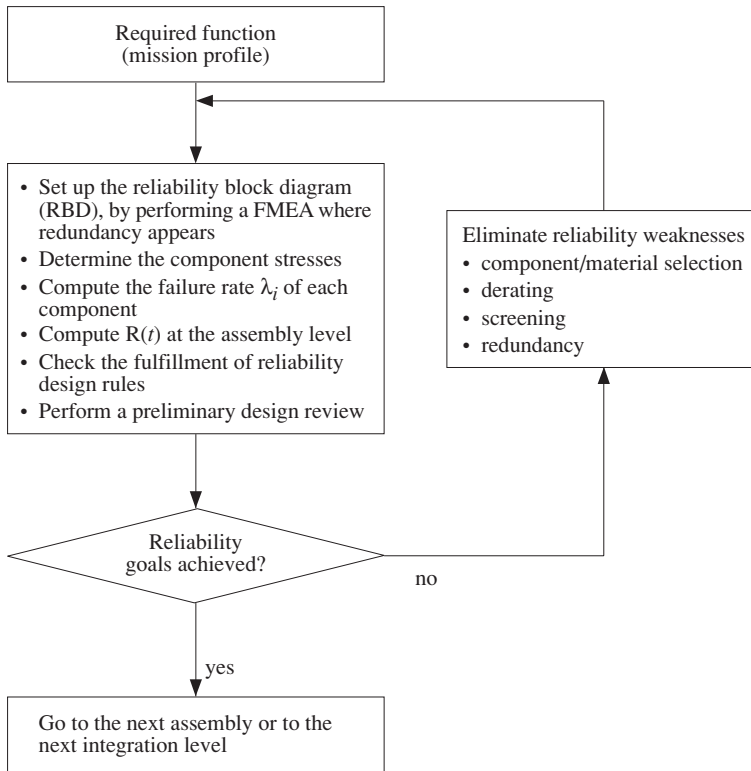 Required function
(mission profile)
• Set up the reliability block diagram
(RBD), by performing a FMEA where
redundancy appears
• Determine the component stresses
• Compute the failure rate λi of each
component
• Compute R(t) at the assembly level
• Check the fulfillment of reliability
design rules
• Perform a preliminary design review
Eliminate reliability weaknesses
• component/material selection
• derating
• screening
• redundancy
Reliability
goals achieved?
no
yes
Go to the next assembly or to the
next integration level